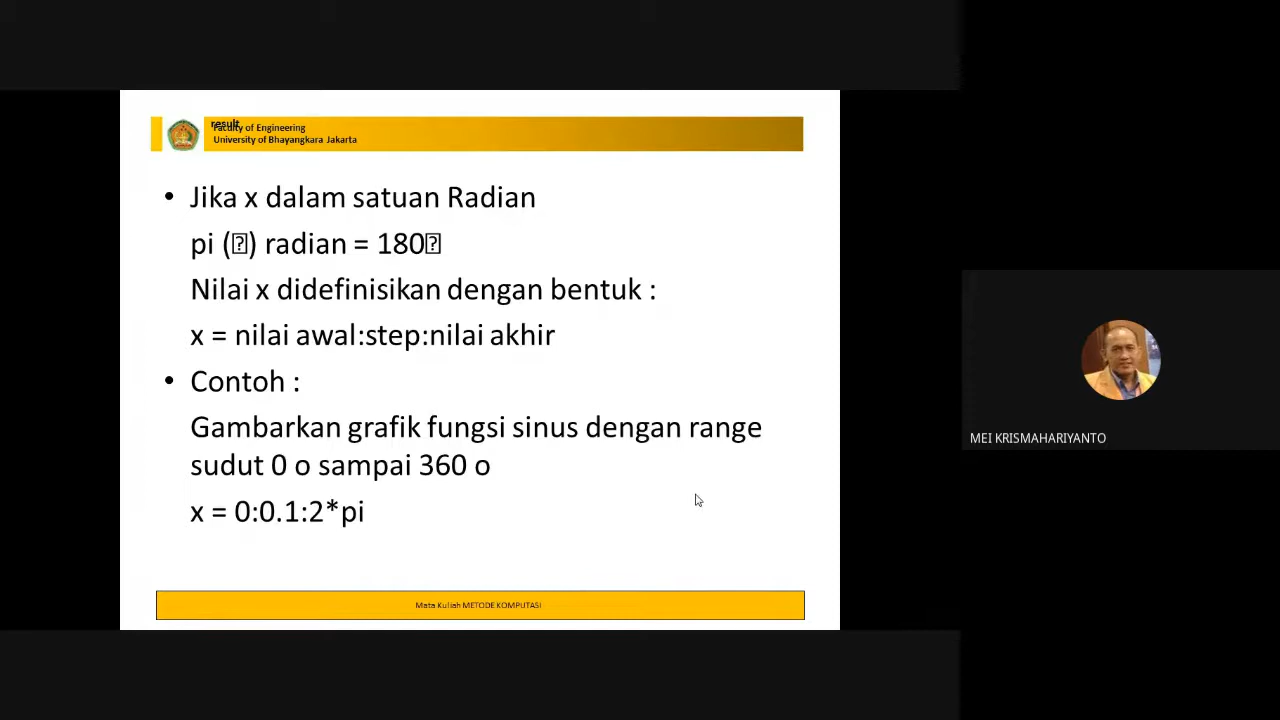 result
Faculty of Engineering
University of Bhayangkara Jakarta
• Jika x dalam satuan Radian
pi (⍰) radian = 180⍰
Nilai x didefinisikan dengan bentuk :
x = nilai awal:step:nilai akhir
• Contoh :
Gambarkan grafik fungsi sinus dengan range
sudut 0 o sampai 360 o
x = 0:0.1:2*pi
Mata Kuliah METODE KOMPUTASI
MEI KRISMAHARIYANTO